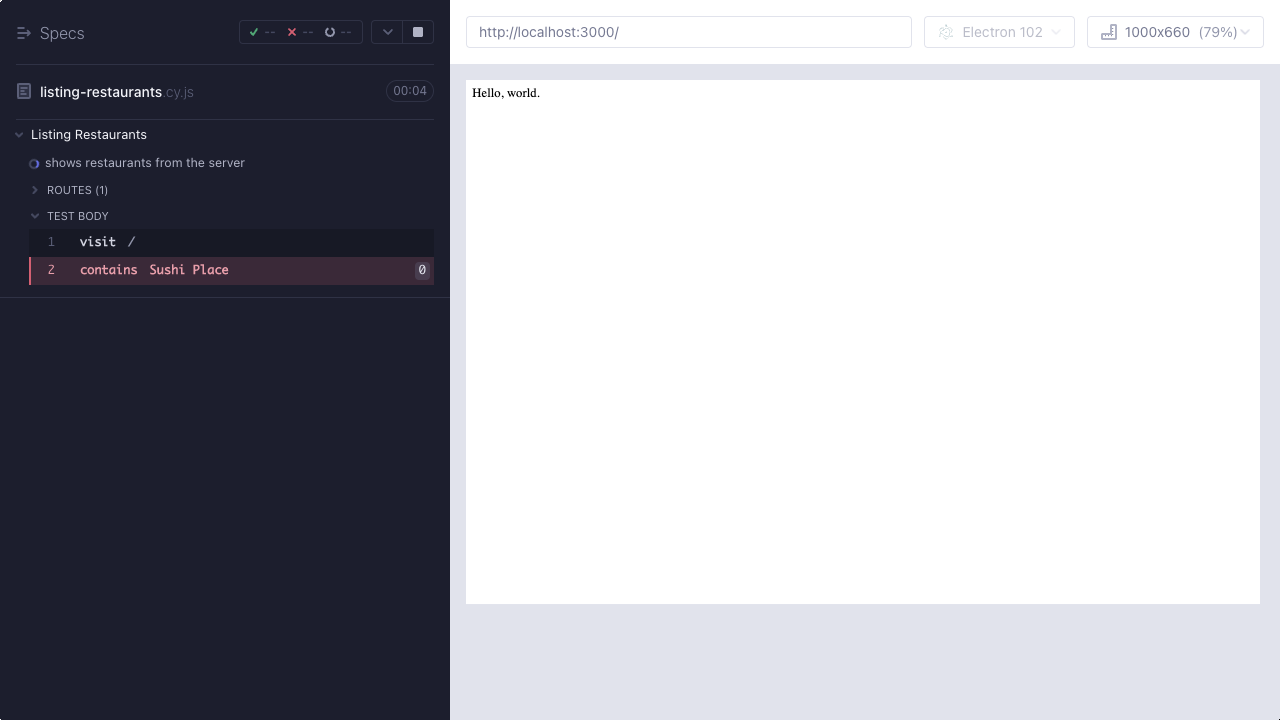 Specs
-- -- --
http://localhost:3000/
Electron 102
1000x660 (79%)
listing-restaurants.cy.js
00:04
Listing Restaurants
shows restaurants from the server
ROUTES (1)
TEST BODY
1 visit /
2 contains Sushi Place 0
Hello, world.